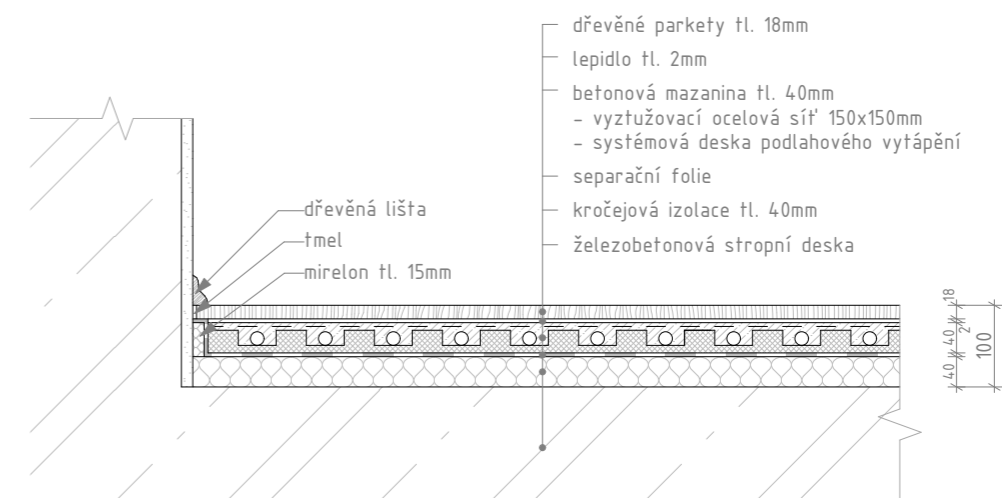 dřevěné parkety tl. 18mm
lepidlo tl. 2mm
betonová mazanina tl. 40mm
- vyztužovací ocelová síť 150x150mm
- systémová deska podlahového vytápění
separační folie
kročejová izolace tl. 40mm
železobetonová stropní deska
dřevěná lišta
tmel
mirelon tl. 15mm
18
2
40
40
100